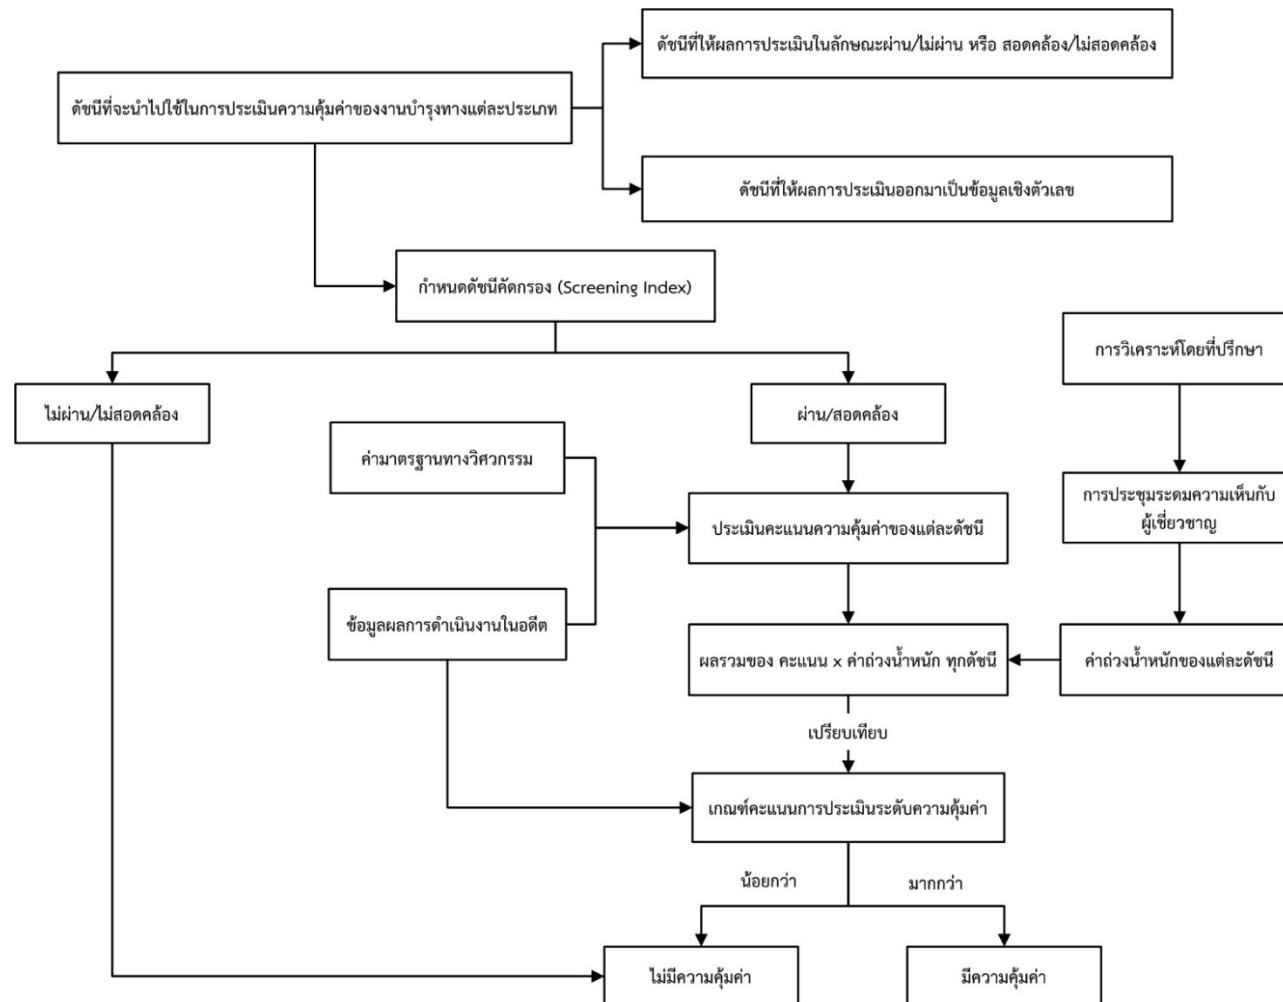 ดัชนีที่ให้ผลการประเมินในลักษณะผ่าน/ไม่ผ่าน หรือ สอดคล้อง/ไม่สอดคล้อง
ดัชนีที่จะนำไปใช้ในการประเมินความคุ้มค่าของงานบำรุงทางแต่ละประเภท
ดัชนีที่ให้ผลการประเมินออกมาเป็นข้อมูลเชิงตัวเลข
กำหนดดัชนีคัดกรอง (Screening Index)
การวิเคราะห์โดยที่ปรึกษา
ไม่ผ่าน/ไม่สอดคล้อง
ผ่าน/สอดคล้อง
ค่ามาตรฐานทางวิศวกรรม
การประชุมระดมความเห็นกับ
ผู้เชี่ยวชาญ
ประเมินคะแนนความคุ้มค่าของแต่ละดัชนี
ข้อมูลผลการดำเนินงานในอดีต
ผลรวมของ คะแนน x ค่าถ่วงน้ำหนัก ทุกดัชนี
ค่าถ่วงน้ำหนักของแต่ละดัชนี
เปรียบเทียบ
เกณฑ์คะแนนการประเมินระดับความคุ้มค่า
น้อยกว่า
มากกว่า
ไม่มีความคุ้มค่า
มีความคุ้มค่า